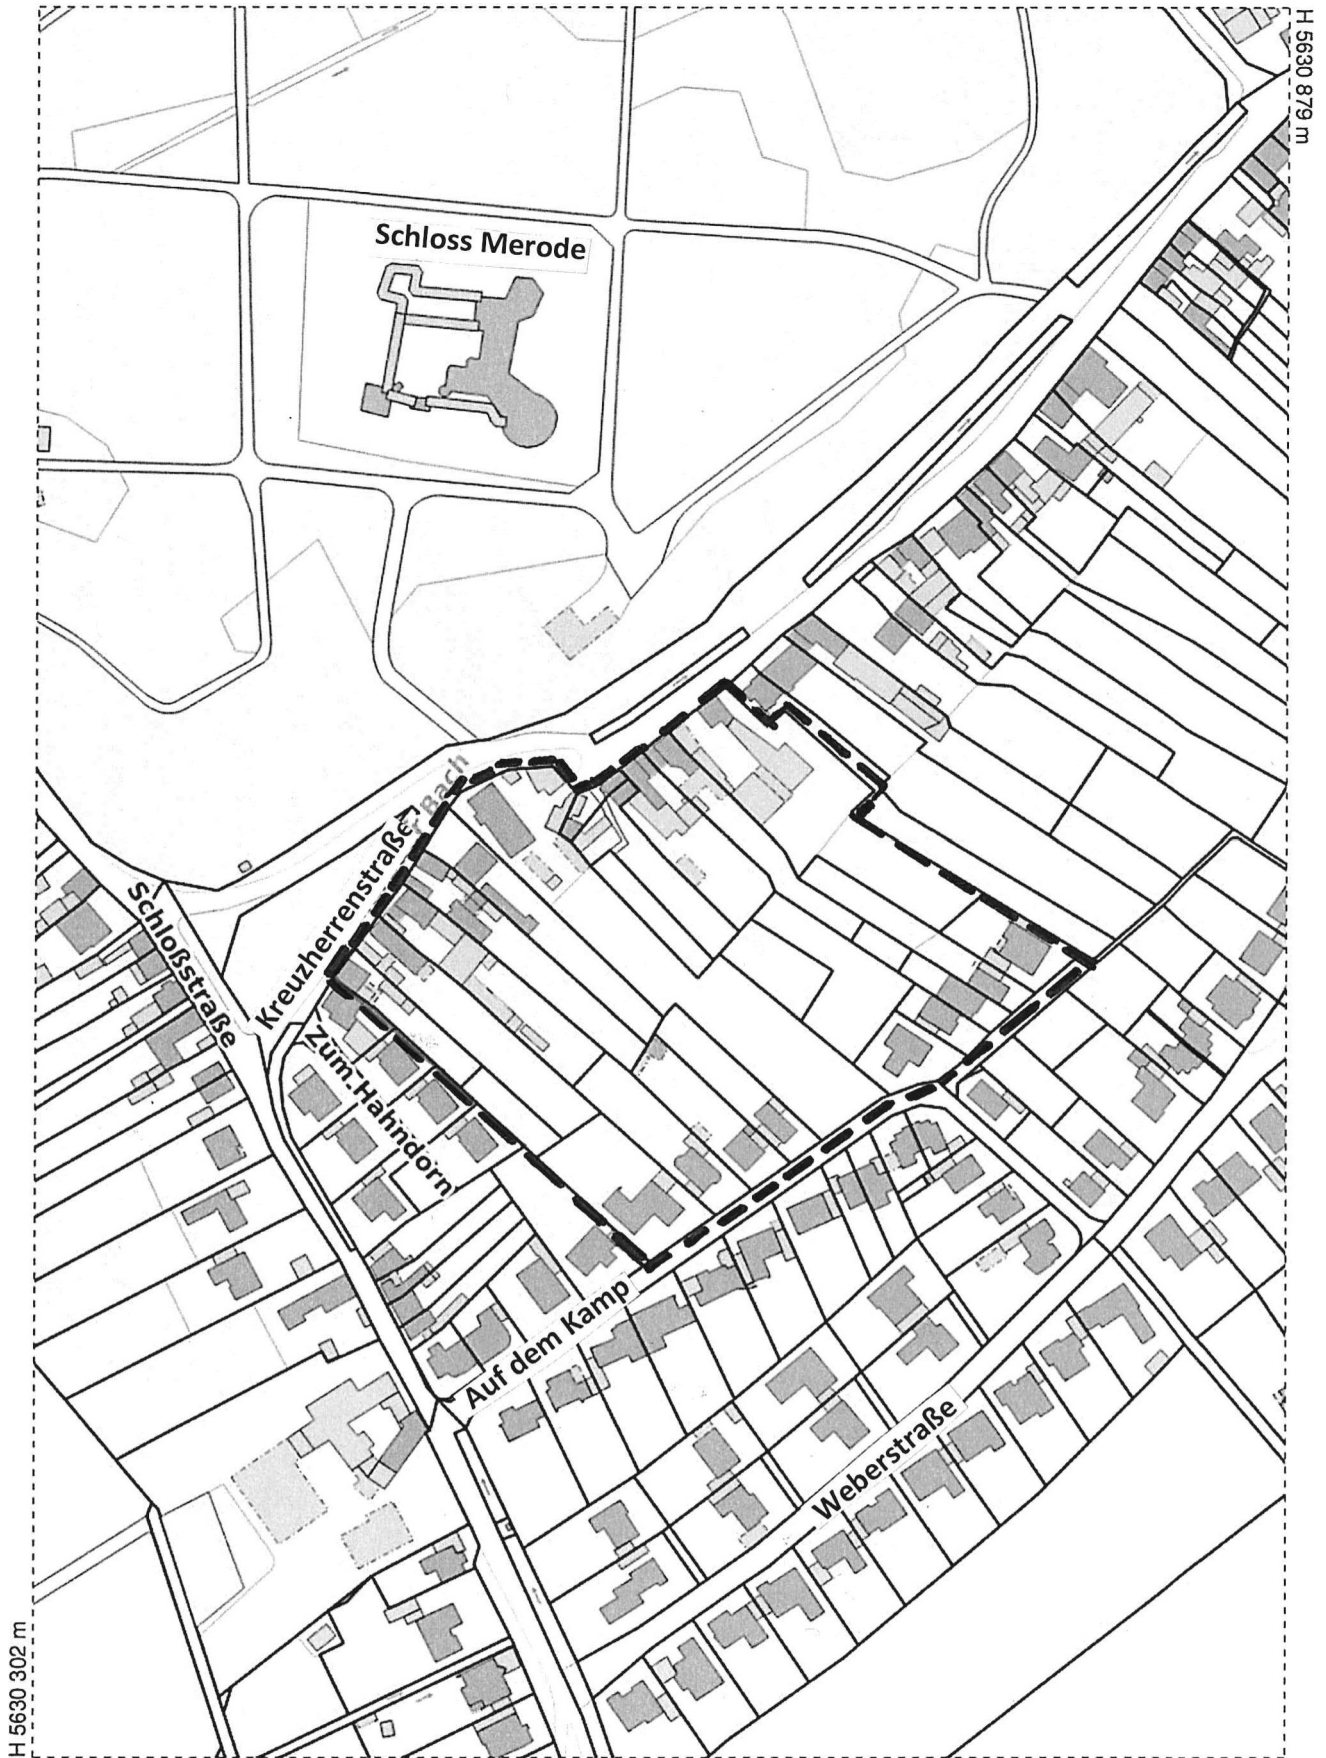 H 5630 879 m
Schloss Merode
Bach
Kreuzherrenstraße
Schloßstraße
Zum Hahndorn
Auf dem Kamp
Weberstraße
H 5630 302 m